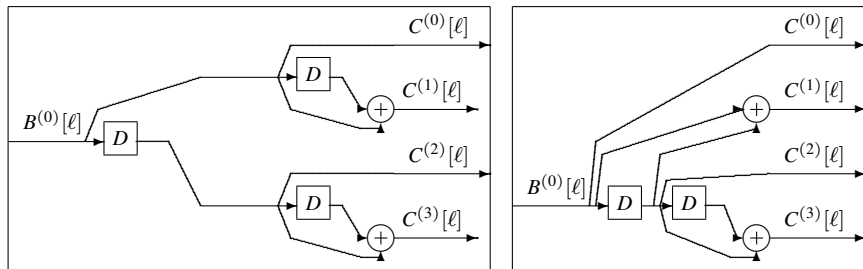 C^{(0)}[ℓ]
D
C^{(1)}[ℓ]
+
B^{(0)}[ℓ]
D
C^{(2)}[ℓ]
D
C^{(3)}[ℓ]
+
C^{(0)}[ℓ]
C^{(1)}[ℓ]
+
C^{(2)}[ℓ]
B^{(0)}[ℓ]
D
D
C^{(3)}[ℓ]
+